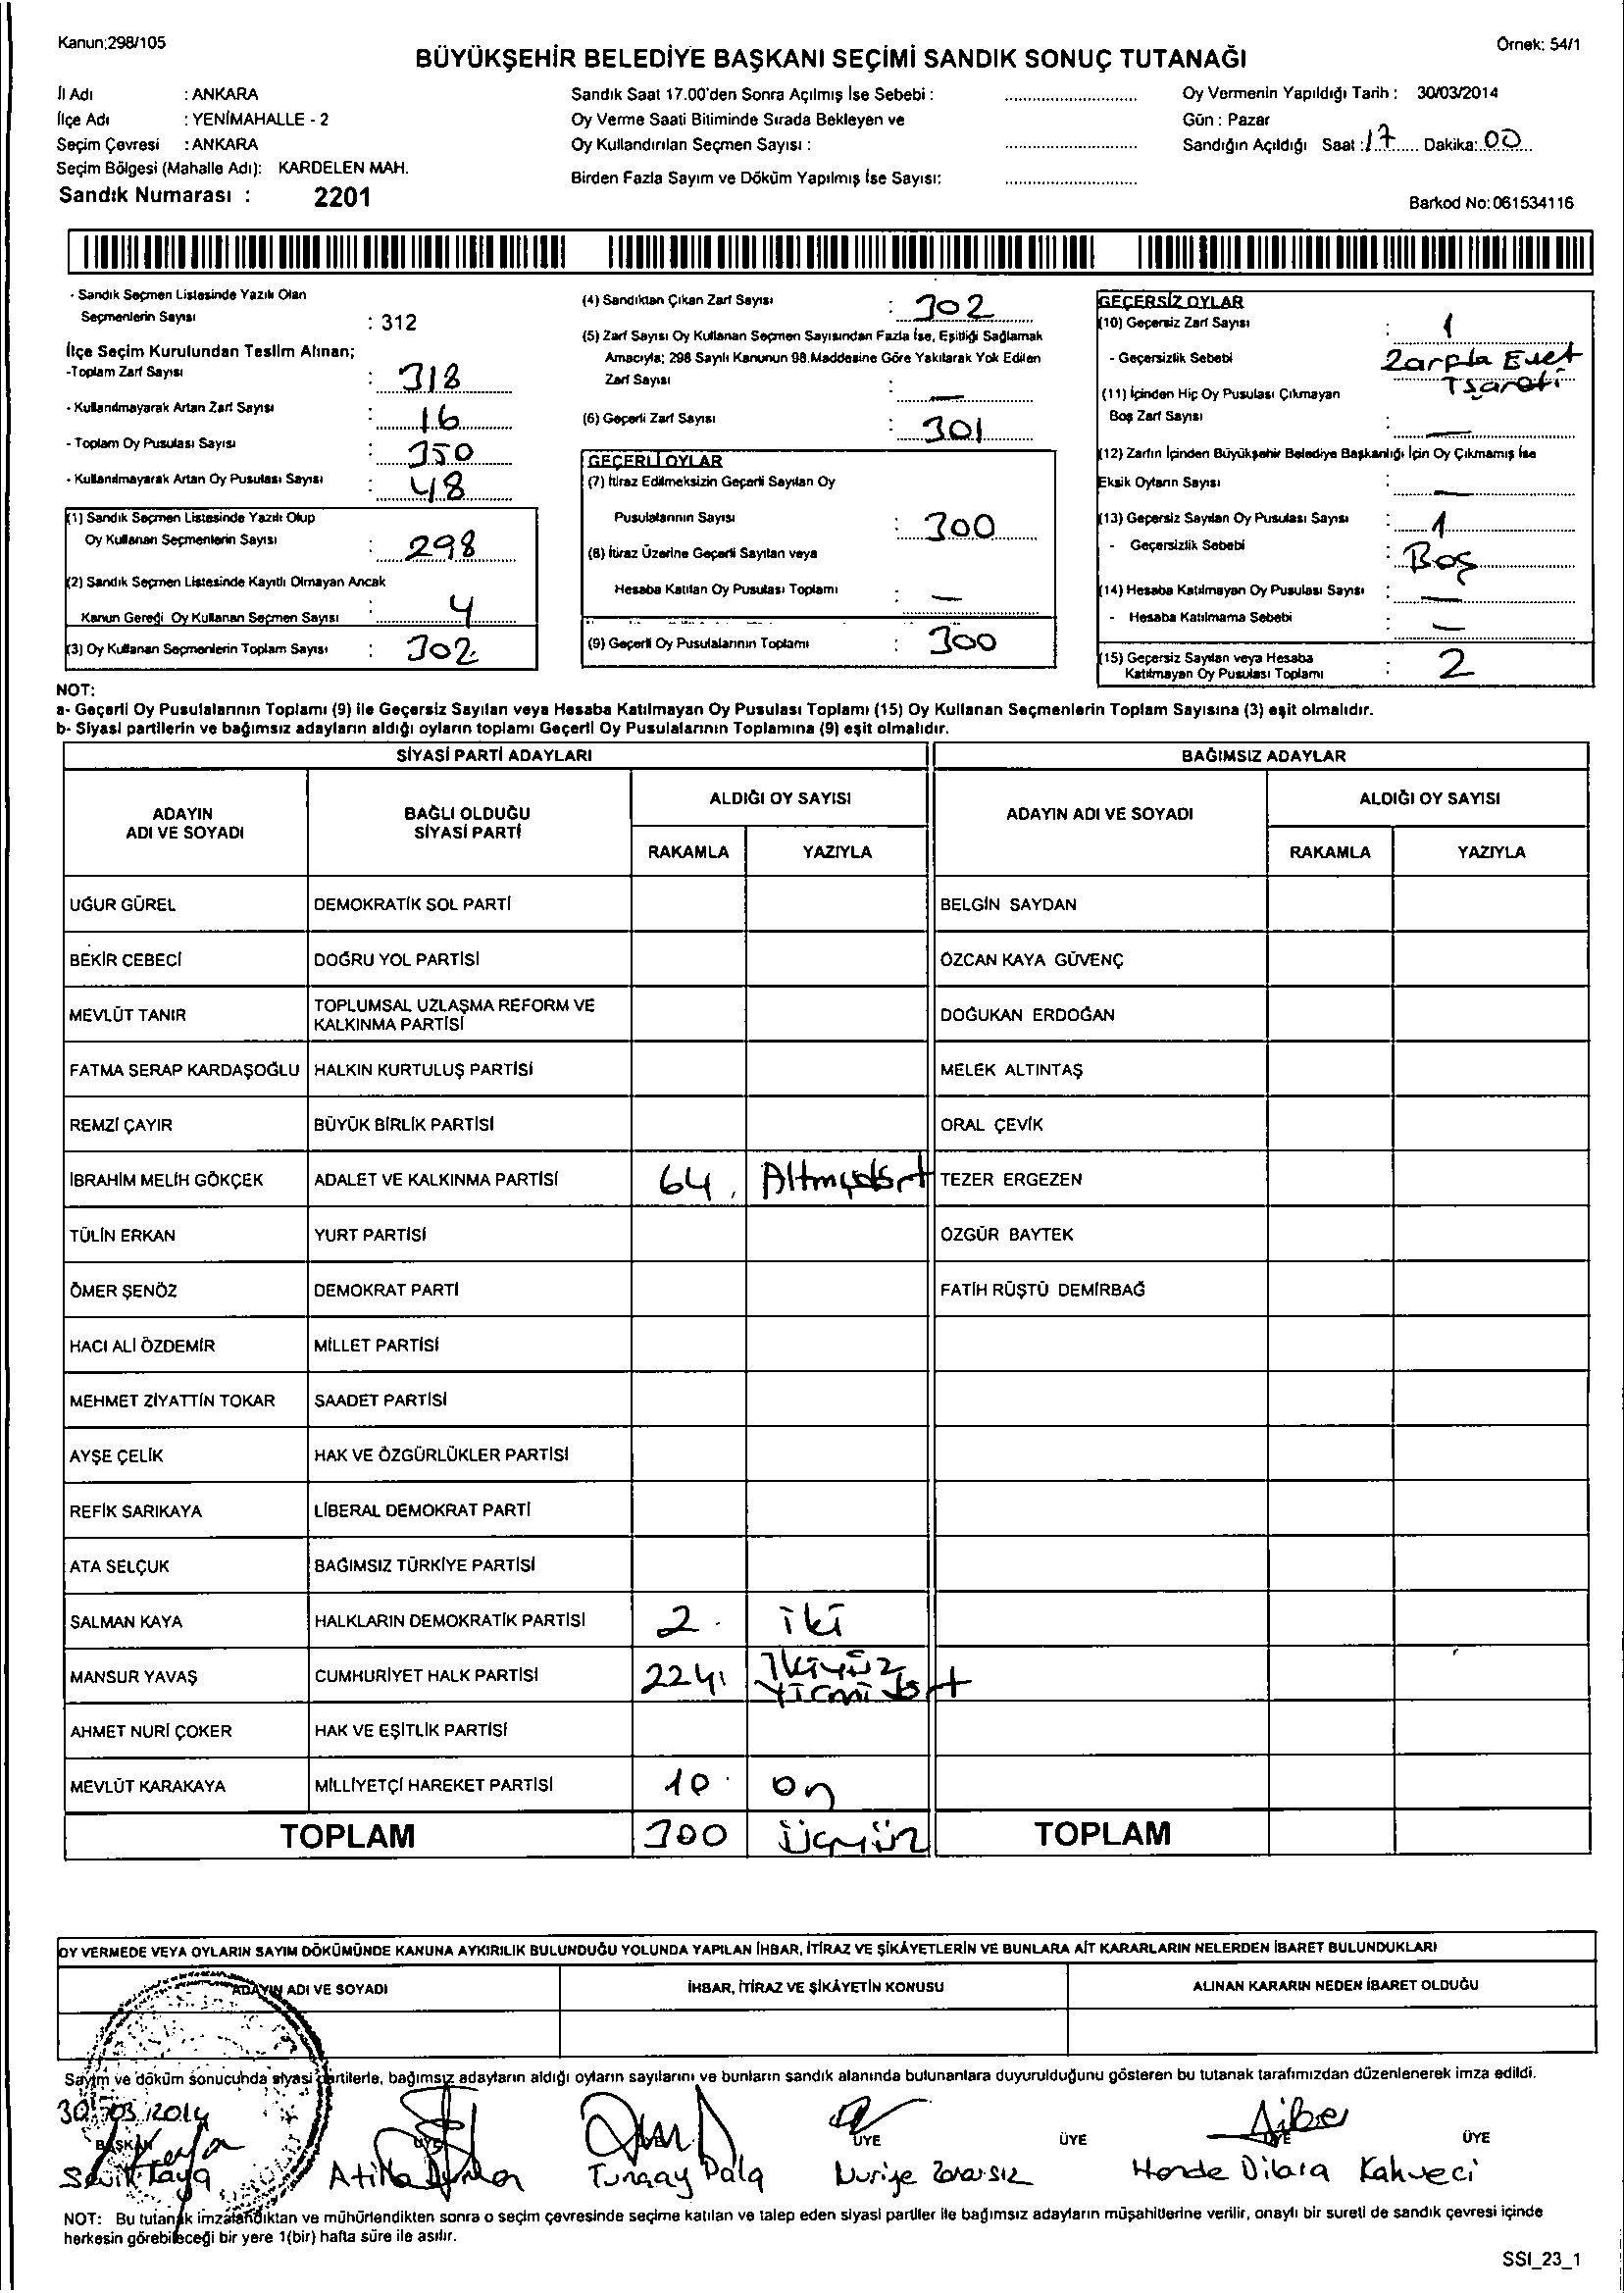 Kanun;298/105
Örnek: 54/1
BÜYÜKŞEHİR BELEDİYE BAŞKANI SEÇİMİ SANDIK SONUÇ TUTANAĞI
İl Adı : ANKARA
İlçe Adı : YENİMAHALLE - 2
Seçim Çevresi : ANKARA
Seçim Bölgesi (Mahalle Adı): KARDELEN MAH.
Sandık Numarası : 2201
Sandık Saat 17.00'den Sonra Açılmış İse Sebebi :
Oy Verme Saati Bitiminde Sırada Bekleyen ve
Oy Kullandırılan Seçmen Sayısı :
Birden Fazla Sayım ve Döküm Yapılmış İse Sayısı:
Oy Vermenin Yapıldığı Tarih : 30/03/2014
Gün : Pazar
Sandığın Açıldığı Saat : 17 Dakika: 00
Barkod No:061534116
- Sandık Seçmen Listesinde Yazılı Olan
Seçmenlerin Sayısı : 312
İlçe Seçim Kurulundan Teslim Alınan;
-Toplam Zarf Sayısı : 318
- Kullanılmayarak Artan Zarf Sayısı : 16
- Toplam Oy Pusulası Sayısı : 350
- Kullanılmayarak Artan Oy Pusulası Sayısı : 48
(1) Sandık Seçmen Listesinde Yazılı Olup
Oy Kullanan Seçmenlerin Sayısı : 298
(2) Sandık Seçmen Listesinde Kayıtlı Olmayan Ancak
Kanun Gereği Oy Kullanan Seçmen Sayısı : 4
(3) Oy Kullanan Seçmenlerin Toplam Sayısı : 302
(4) Sandıktan Çıkan Zarf Sayısı : 302
(5) Zarf Sayısı Oy Kullanan Seçmen Sayısından Fazla İse, Eşitliği Sağlamak
Amacıyla; 298 Sayılı Kanunun 98.Maddesine Göre Yakılarak Yok Edilen
Zarf Sayısı : —
(6) Geçerli Zarf Sayısı : 301
GEÇERLİ OYLAR
(7) İtiraz Edilmeksizin Geçerli Sayılan Oy
Pusulalarının Sayısı : 300
(8) İtiraz Üzerine Geçerli Sayılan veya
Hesaba Katılan Oy Pusulası Toplamı : —
(9) Geçerli Oy Pusulalarının Toplamı : 300
GEÇERSİZ OYLAR
(10) Geçersiz Zarf Sayısı : 1
- Geçersizlik Sebebi : Zarfta Evet
İşareti
(11) İçinden Hiç Oy Pusulası Çıkmayan
Boş Zarf Sayısı : —
(12) Zarfın İçinden Büyükşehir Belediye Başkanlığı İçin Oy Çıkmamış İse
Eksik Oyların Sayısı : —
(13) Geçersiz Sayılan Oy Pusulası Sayısı : 1
- Geçersizlik Sebebi : Boş
(14) Hesaba Katılmayan Oy Pusulası Sayısı : —
- Hesaba Katılmama Sebebi : —
(15) Geçersiz Sayılan veya Hesaba
Katılmayan Oy Pusulası Toplamı : 2
NOT:
a- Geçerli Oy Pusulalarının Toplamı (9) ile Geçersiz Sayılan veya Hesaba Katılmayan Oy Pusulası Toplamı (15) Oy Kullanan Seçmenlerin Toplam Sayısına (3) eşit olmalıdır.
b- Siyasi partilerin ve bağımsız adayların aldığı oyların toplamı Geçerli Oy Pusulalarının Toplamına (9) eşit olmalıdır.
SİYASİ PARTİ ADAYLARI BAĞIMSIZ ADAYLAR
ADAYIN ADI VE SOYADI BAĞLI OLDUĞU SİYASİ PARTİ ALDIĞI OY SAYISI ADAYIN ADI VE SOYADI ALDIĞI OY SAYISI
RAKAMLA YAZIYLA RAKAMLA YAZIYLA
UĞUR GÜREL DEMOKRATİK SOL PARTİ BELGİN SAYDAN
BEKİR CEBECİ DOĞRU YOL PARTİSİ ÖZCAN KAYA GÜVENÇ
MEVLÜT TANIR TOPLUMSAL UZLAŞMA REFORM VE KALKINMA PARTİSİ DOĞUKAN ERDOĞAN
FATMA SERAP KARDAŞOĞLU HALKIN KURTULUŞ PARTİSİ MELEK ALTINTAŞ
REMZİ ÇAYIR BÜYÜK BİRLİK PARTİSİ ORAL ÇEVİK
İBRAHİM MELİH GÖKÇEK ADALET VE KALKINMA PARTİSİ 64 Altmışdört TEZER ERGEZEN
TÜLİN ERKAN YURT PARTİSİ ÖZGÜR BAYTEK
ÖMER ŞENÖZ DEMOKRAT PARTİ FATİH RÜŞTÜ DEMİRBAĞ
HACI ALİ ÖZDEMİR MİLLET PARTİSİ
MEHMET ZİYATTİN TOKAR SAADET PARTİSİ
AYŞE ÇELİK HAK VE ÖZGÜRLÜKLER PARTİSİ
REFİK SARIKAYA LİBERAL DEMOKRAT PARTİ
ATA SELÇUK BAĞIMSIZ TÜRKİYE PARTİSİ
SALMAN KAYA HALKLARIN DEMOKRATİK PARTİSİ 2 iki
MANSUR YAVAŞ CUMHURİYET HALK PARTİSİ 224 İkiyüz yirmi dört
AHMET NURİ ÇOKER HAK VE EŞİTLİK PARTİSİ
MEVLÜT KARAKAYA MİLLİYETÇİ HAREKET PARTİSİ 10 on
TOPLAM 300 üçyüz TOPLAM
OY VERMEDE VEYA OYLARIN SAYIM DÖKÜMÜNDE KANUNA AYKIRILIK BULUNDUĞU YOLUNDA YAPILAN İHBAR, İTİRAZ VE ŞİKÂYETLERİN VE BUNLARA AİT KARARLARIN NELERDEN İBARET BULUNDUKLARI
ADAYIN ADI VE SOYADI İHBAR, İTİRAZ VE ŞİKÂYETİN KONUSU ALINAN KARARIN NEDEN İBARET OLDUĞU
Sayım ve döküm sonucunda siyasi partilerle, bağımsız adayların aldığı oyların sayılarını ve bunların sandık alanında bulunanlara duyurulduğunu gösteren bu tutanak tarafımızdan düzenlenerek imza edildi.
30/03/2014
BAŞKAN ÜYE ÜYE ÜYE ÜYE ÜYE
Atilla Tungay Pala Nuriye Zararsız Hande Dilara Kahveci
NOT: Bu tutanak imzalandıktan ve mühürlendikten sonra o seçim çevresinde seçime katılan ve talep eden siyasi partiler ile bağımsız adayların müşahitlerine verilir, onaylı bir sureti de sandık çevresi içinde
herkesin görebileceği bir yere 1(bir) hafta süre ile asılır.
SSI_23_1